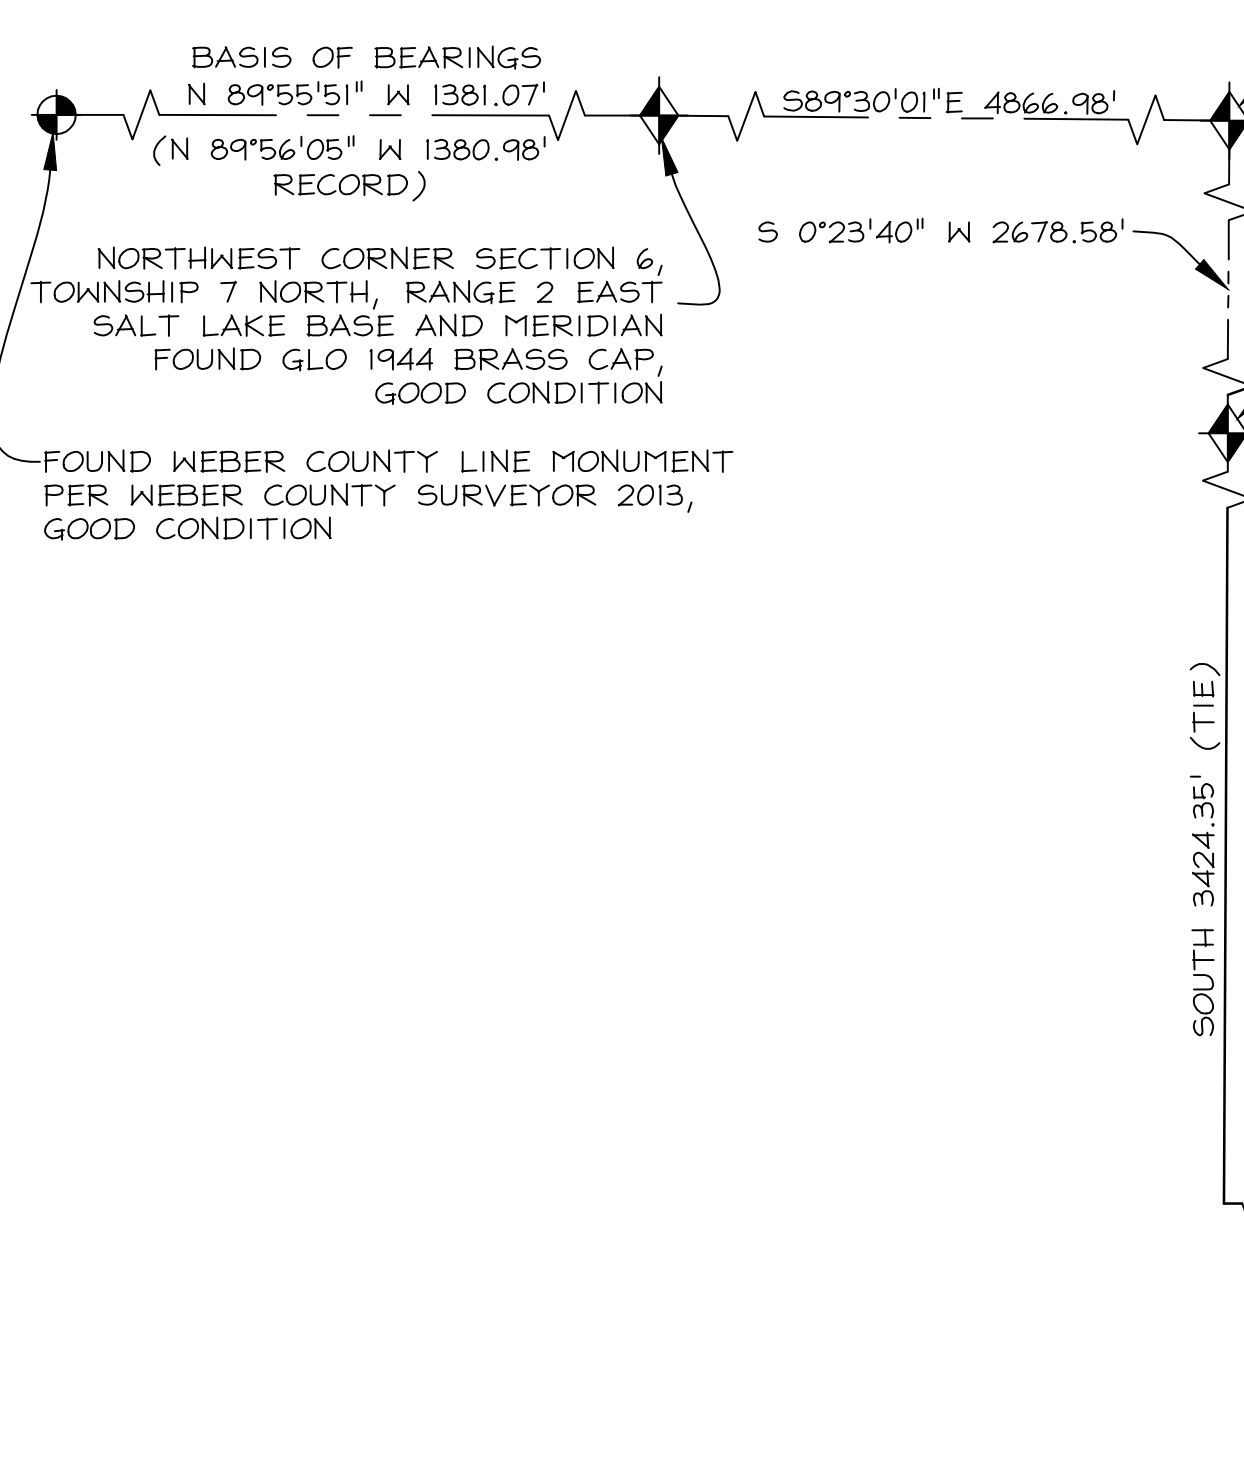 BASIS OF BEARINGS
N 89°55'51" W 1381.07'
(N 89°56'05" W 1380.98'
RECORD)
S89°30'01"E 4866.98'
S 0°23'40" W 2678.58'
NORTHWEST CORNER SECTION 6,
TOWNSHIP 7 NORTH, RANGE 2 EAST
SALT LAKE BASE AND MERIDIAN
FOUND GLO 1944 BRASS CAP,
GOOD CONDITION
FOUND WEBER COUNTY LINE MONUMENT
PER WEBER COUNTY SURVEYOR 2013,
GOOD CONDITION
SOUTH 3424.35' (TIE)